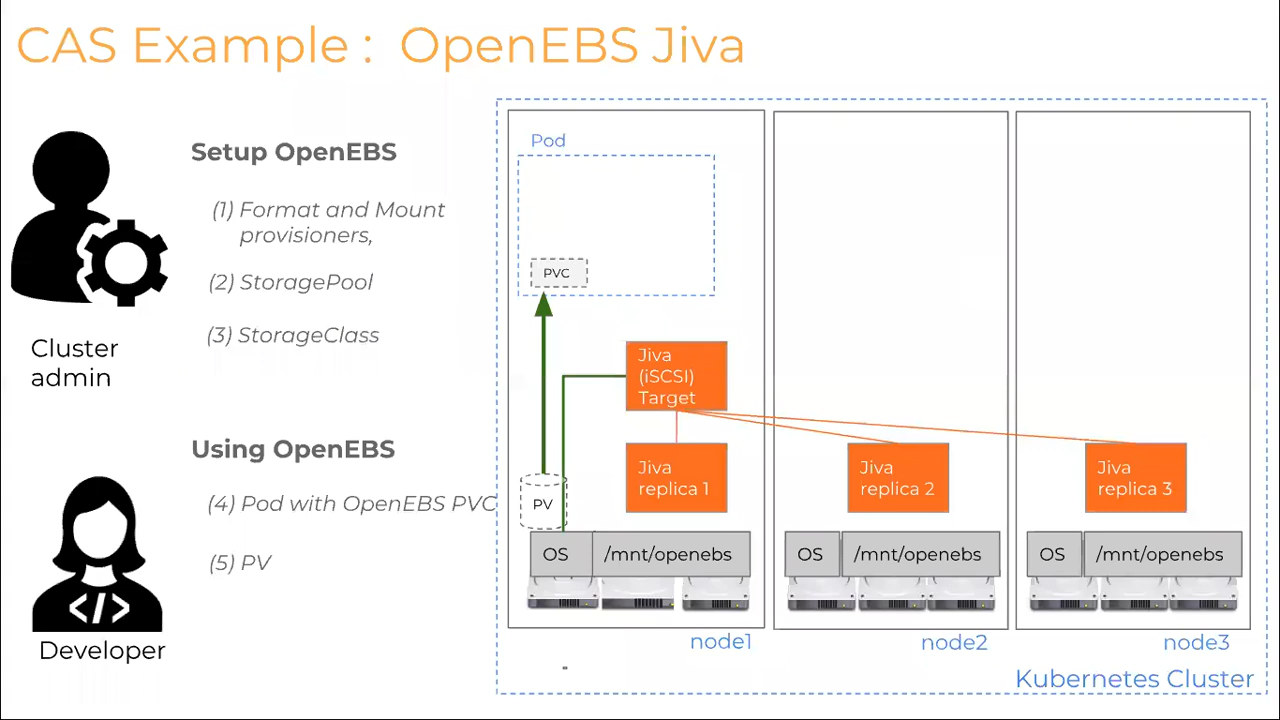 CAS Example : OpenEBS Jiva
Setup OpenEBS
(1) Format and Mount
provisioners,
(2) StoragePool
(3) StorageClass
Cluster
admin
Using OpenEBS
(4) Pod with OpenEBS PVC
(5) PV
</>
Developer
Pod
PVC
Jiva
(iSCSI)
Target
Jiva
replica 1
Jiva
replica 2
Jiva
replica 3
PV
OS
/mnt/openebs
OS
/mnt/openebs
OS
/mnt/openebs
node1
node2
node3
Kubernetes Cluster